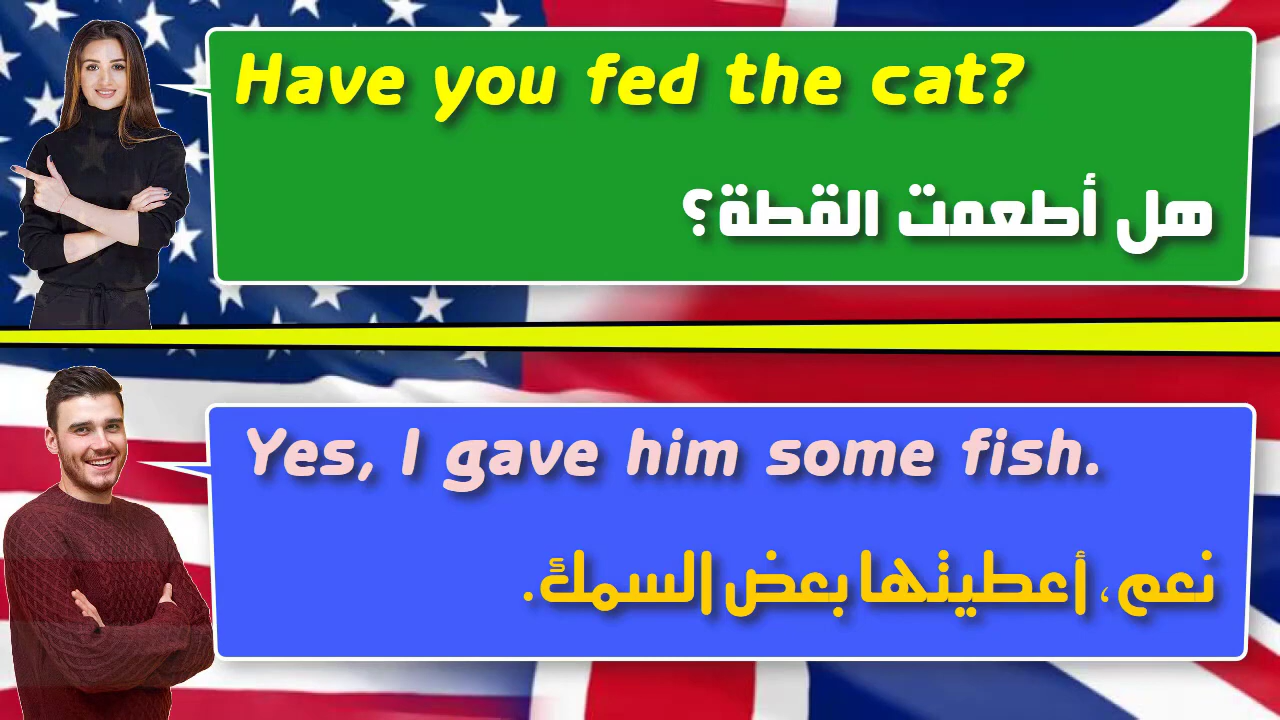 Have you fed the cat?
هل أطعمت القطة؟
Yes, I gave him some fish.
نعم، أعطيتها بعض السمك.